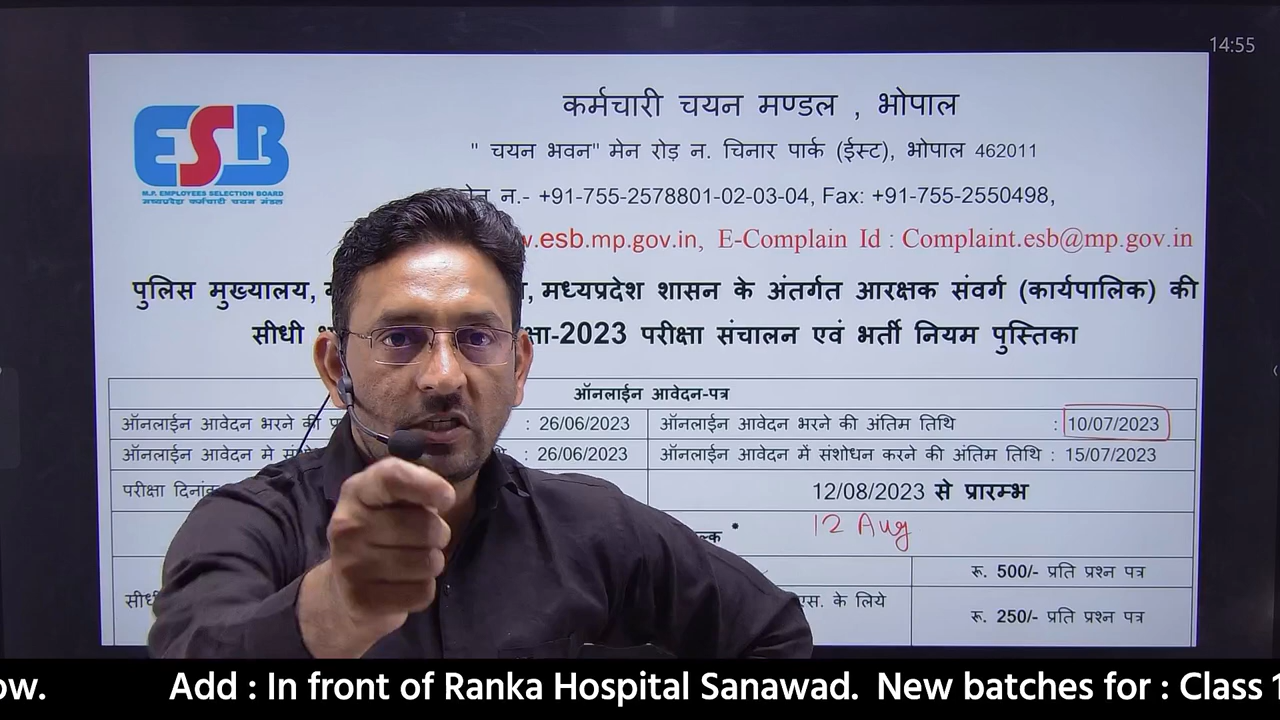 14:55
ESB
M.P. EMPLOYEES SELECTION BOARD
मध्यप्रदेश कर्मचारी चयन मंडल
कर्मचारी चयन मण्डल , भोपाल
" चयन भवन" मेन रोड़ न. चिनार पार्क (ईस्ट), भोपाल 462011
न.- +91-755-2578801-02-03-04, Fax: +91-755-2550498,
.esb.mp.gov.in, E-Complain Id : Complaint.esb@mp.gov.in
पुलिस मुख्यालय, मध्यप्रदेश शासन के अंतर्गत आरक्षक संवर्ग (कार्यपालिक) की
सीधी -2023 परीक्षा संचालन एवं भर्ती नियम पुस्तिका
ऑनलाईन आवेदन-पत्र
ऑनलाईन आवेदन भरने की : 26/06/2023 ऑनलाईन आवेदन भरने की अंतिम तिथि : 10/07/2023
ऑनलाईन आवेदन मे : 26/06/2023 ऑनलाईन आवेदन में संशोधन करने की अंतिम तिथि : 15/07/2023
परीक्षा 12/08/2023 से प्रारम्भ
12 Aug
रू. 500/- प्रति प्रश्न पत्र
के लिये
रू. 250/- प्रति प्रश्न पत्र
Add : In front of Ranka Hospital Sanawad. New batches for : Class